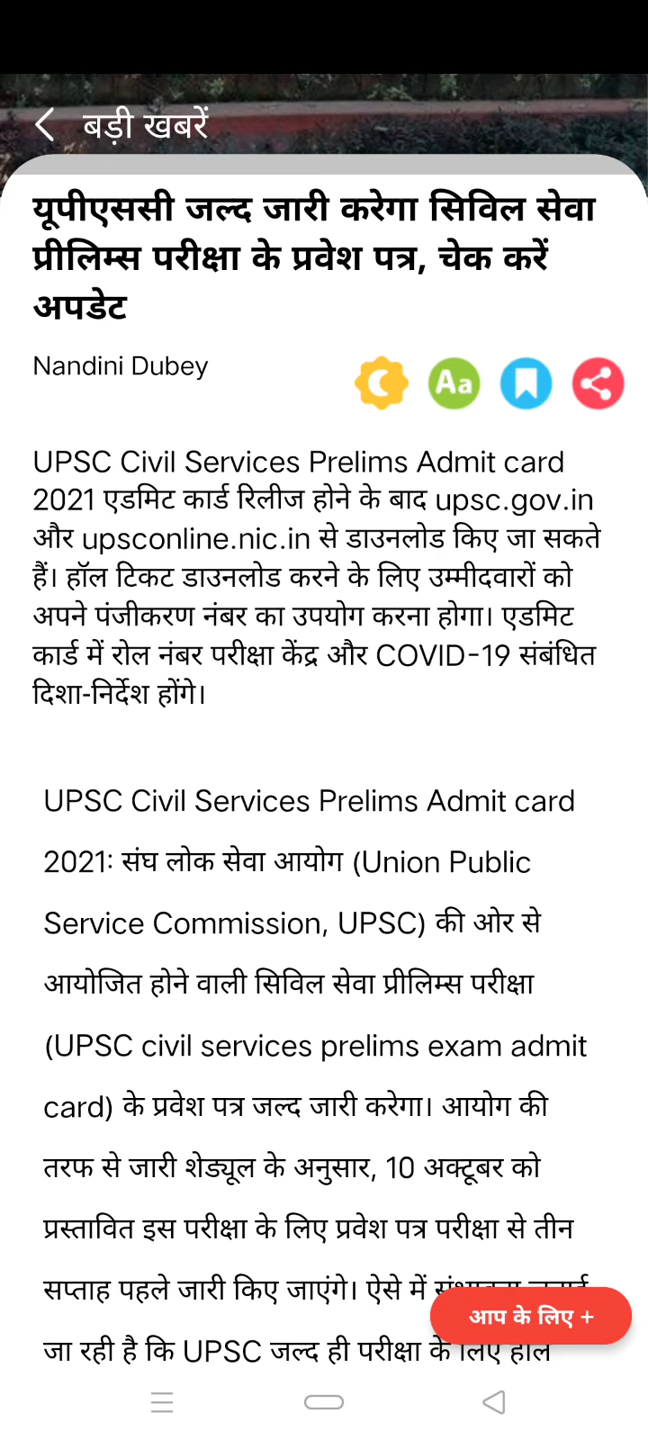 बड़ी खबरें
यूपीएससी जल्द जारी करेगा सिविल सेवा
प्रीलिम्स परीक्षा के प्रवेश पत्र, चेक करें
अपडेट
Nandini Dubey
Aa
UPSC Civil Services Prelims Admit card
2021 एडमिट कार्ड रिलीज होने के बाद upsc.gov.in
और upsconline.nic.in से डाउनलोड किए जा सकते
हैं। हॉल टिकट डाउनलोड करने के लिए उम्मीदवारों को
अपने पंजीकरण नंबर का उपयोग करना होगा। एडमिट
कार्ड में रोल नंबर परीक्षा केंद्र और COVID-19 संबंधित
दिशा-निर्देश होंगे।
UPSC Civil Services Prelims Admit card
2021: संघ लोक सेवा आयोग (Union Public
Service Commission, UPSC) की ओर से
आयोजित होने वाली सिविल सेवा प्रीलिम्स परीक्षा
(UPSC civil services prelims exam admit
card) के प्रवेश पत्र जल्द जारी करेगा। आयोग की
तरफ से जारी शेड्यूल के अनुसार, 10 अक्टूबर को
प्रस्तावित इस परीक्षा के लिए प्रवेश पत्र परीक्षा से तीन
सप्ताह पहले जारी किए जाएंगे। ऐसे में
आप के लिए +
जा रही है कि UPSC जल्द ही परीक्षा के लिए हॉल